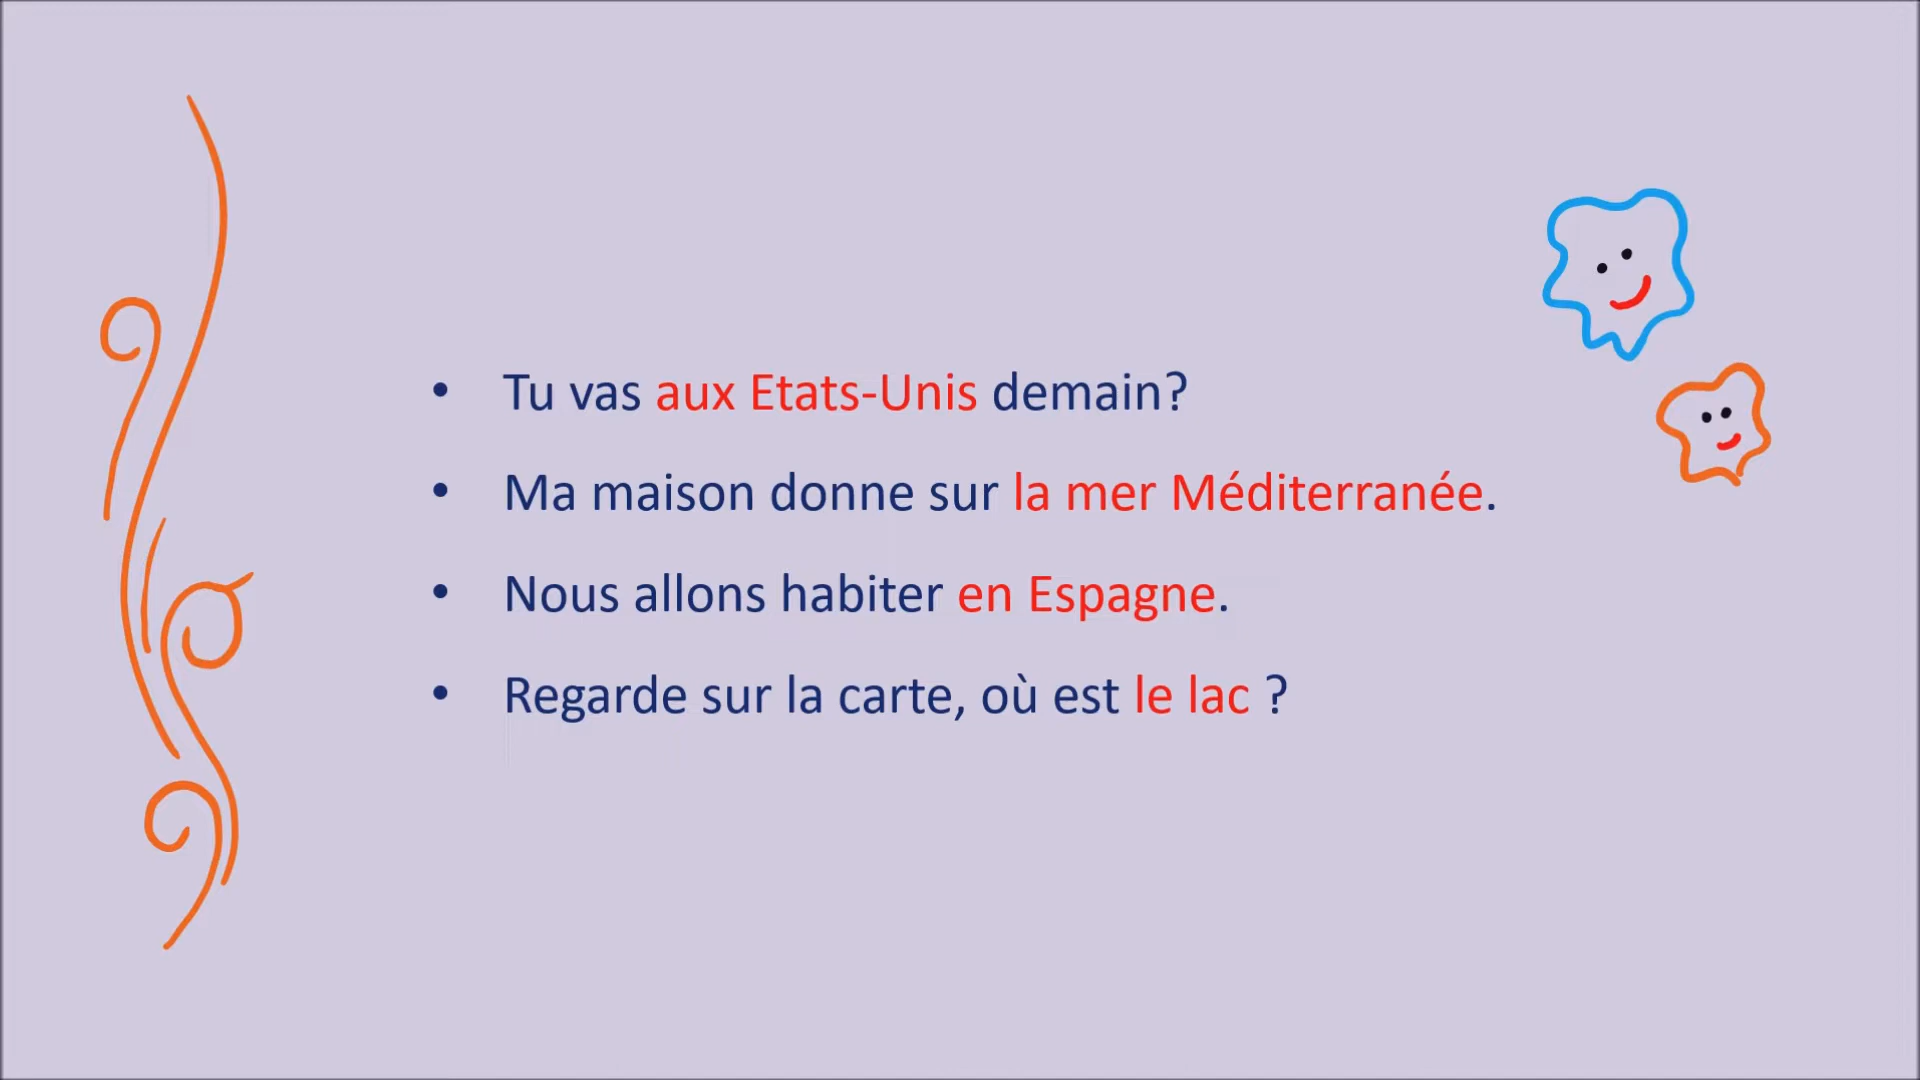 • Tu vas aux Etats-Unis demain?
• Ma maison donne sur la mer Méditerranée.
• Nous allons habiter en Espagne.
• Regarde sur la carte, où est le lac ?